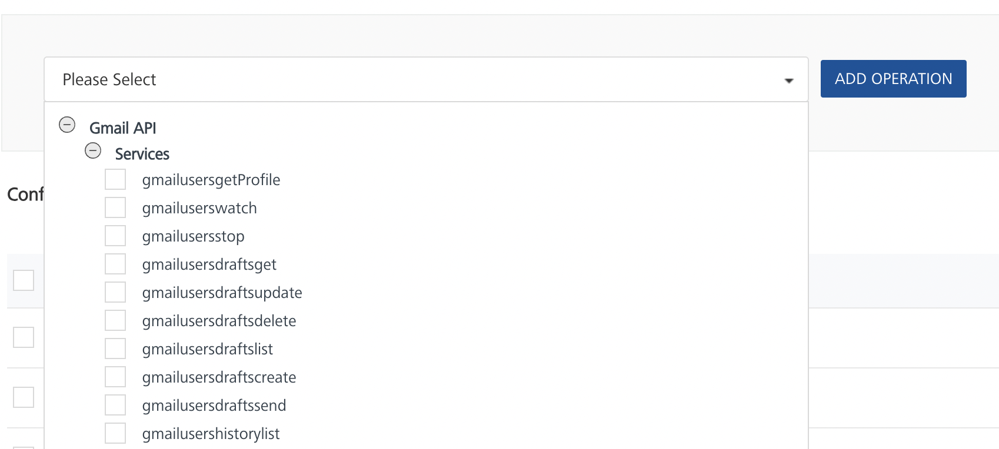 Please Select
ADD OPERATION
Gmail API
Services
gmailusersgetProfile
Conf
gmailuserswatch
gmailusersstop
gmailusersdraftsget
gmailusersdraftsupdate
gmailusersdraftsdelete
gmailusersdraftslist
gmailusersdraftscreate
gmailusersdraftssend
gmailusershistorylist